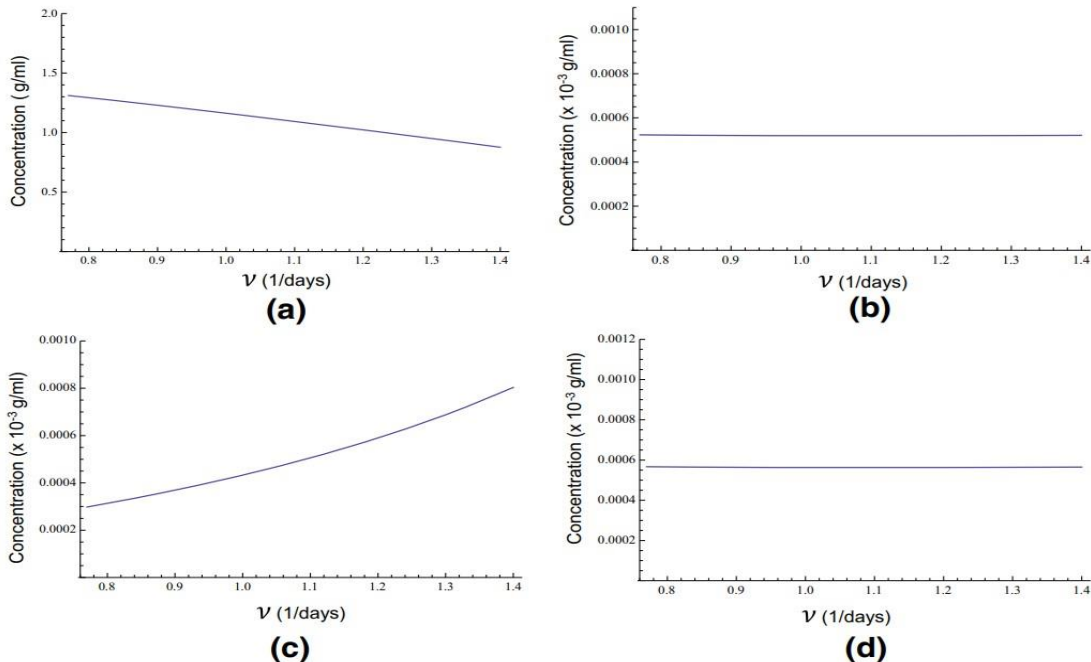 2.0
1.5
1.0
0.5
Concentration ( g/ml)
0.8 0.9 1.0 1.1 1.2 1.3 1.4
ν (1/days)
(a)
0.0010
0.0008
0.0006
0.0004
0.0002
Concentration (x 10⁻³ g/ml)
0.8 0.9 1.0 1.1 1.2 1.3 1.4
ν (1/days)
(b)
0.0010
0.0008
0.0006
0.0004
0.0002
Concentration (x 10⁻³ g/ml)
0.8 0.9 1.0 1.1 1.2 1.3 1.4
ν (1/days)
(c)
0.0012
0.0010
0.0008
0.0006
0.0004
0.0002
Concentration (x 10⁻³ g/ml)
0.8 0.9 1.0 1.1 1.2 1.3 1.4
ν (1/days)
(d)